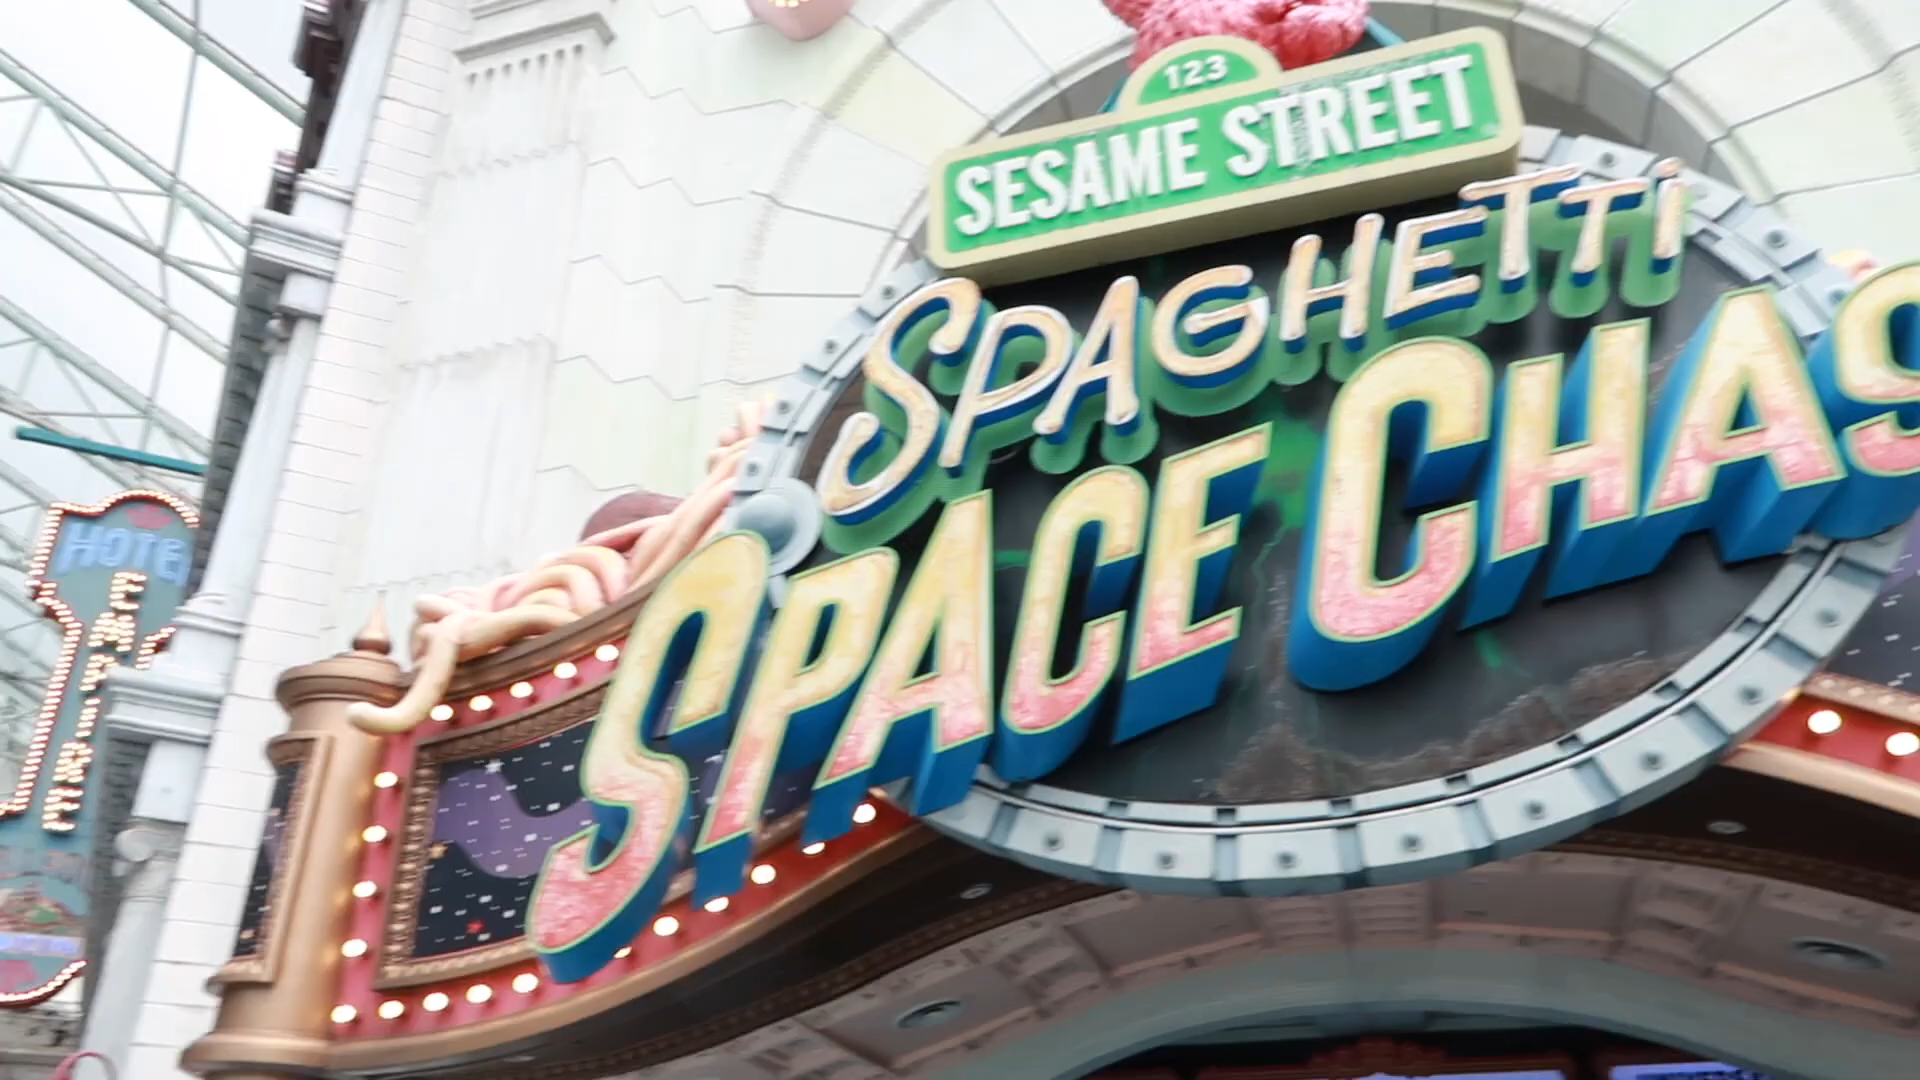 123
SESAME STREET
SPAGHETTI
SPACE CHAS
HOTEL
EMPIRE